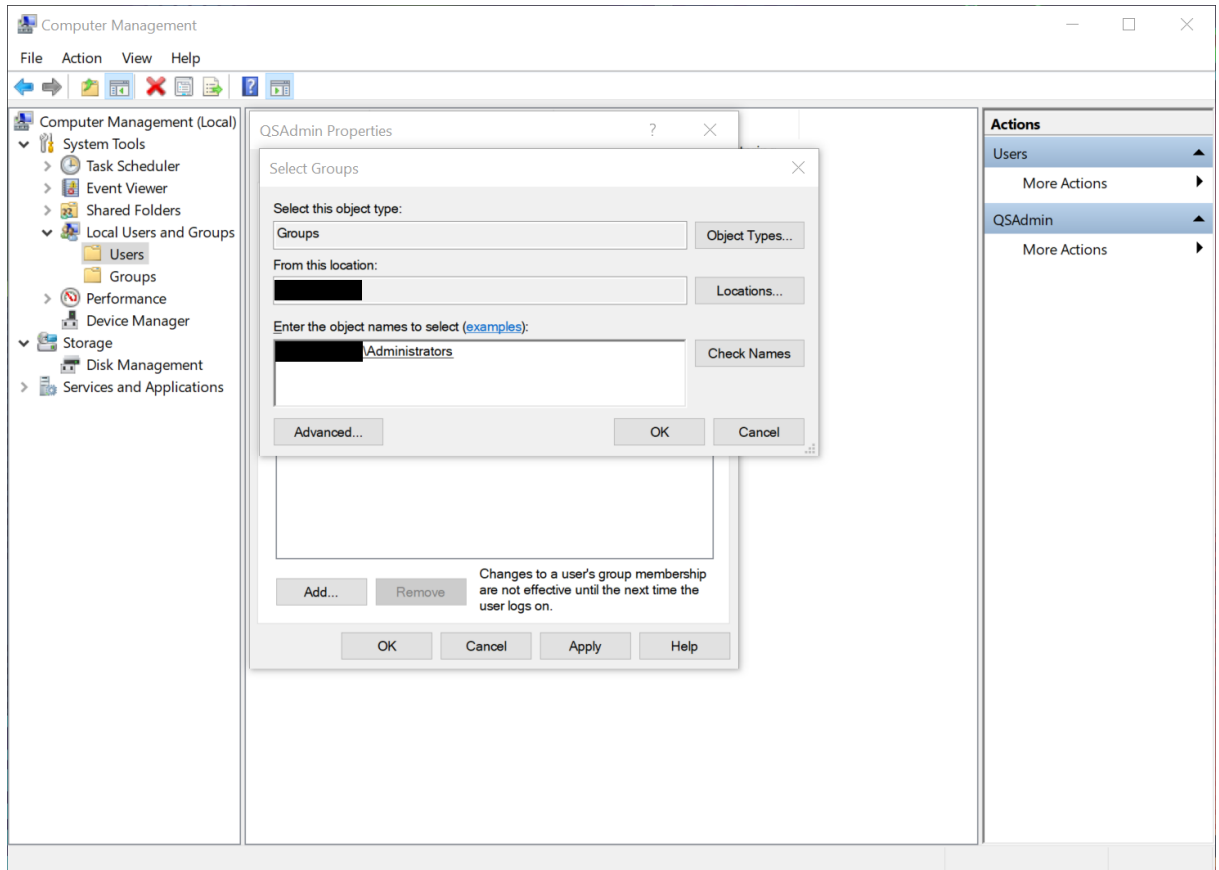 Computer Management
File Action View Help
Computer Management (Local)
System Tools
Task Scheduler
Event Viewer
Shared Folders
Local Users and Groups
Users
Groups
Performance
Device Manager
Storage
Disk Management
Services and Applications
QSAdmin Properties
Select Groups
Select this object type:
Groups
Object Types...
From this location:
Locations...
Enter the object names to select (examples):
\Administrators
Check Names
Advanced...
OK
Cancel
Add...
Remove
Changes to a user's group membership
are not effective until the next time the
user logs on.
OK
Cancel
Apply
Help
Actions
Users
More Actions
QSAdmin
More Actions